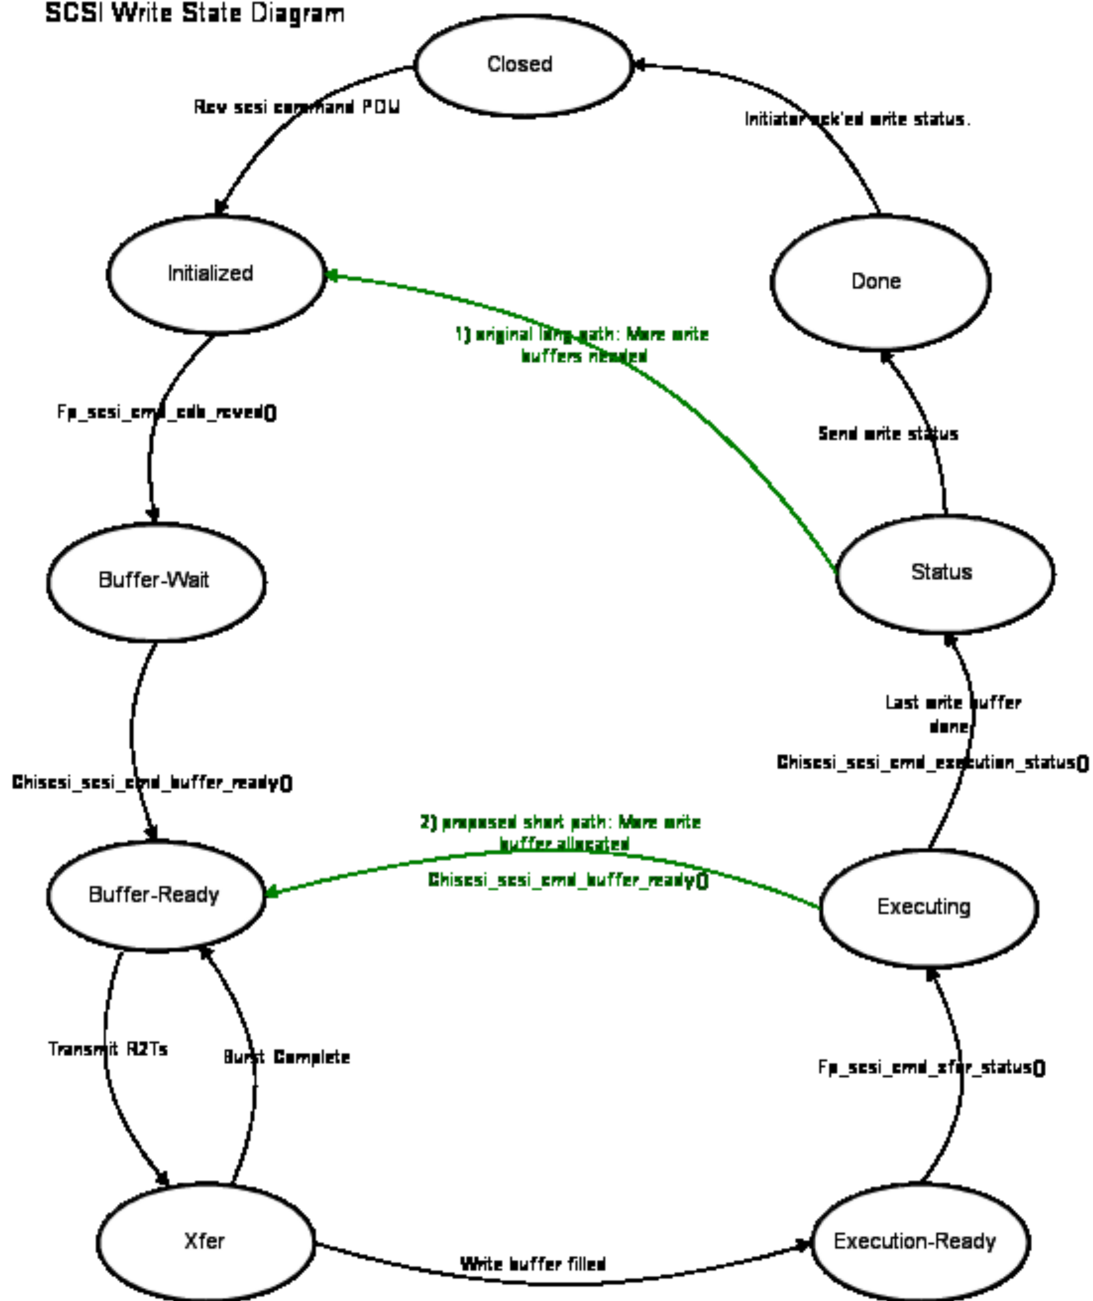 SCSI Write State Diagram
Closed
Rcv scsi command PDU
Initiator ack'ed write status.
Initialized
Done
1) original long path: More write
buffers needed
Fp_scsi_cmd_cdb_rcved()
Send write status
Buffer-Wait
Status
Last write buffer
done
Chiscsi_scsi_cmd_execution_status()
Chiscsi_scsi_cmd_buffer_ready()
2) proposed short path: More write
buffer allocated
Chiscsi_scsi_cmd_buffer_ready()
Buffer-Ready
Executing
Transmit R2Ts
Burst Complete
Fp_scsi_cmd_xfer_status()
Xfer
Execution-Ready
Write buffer filled